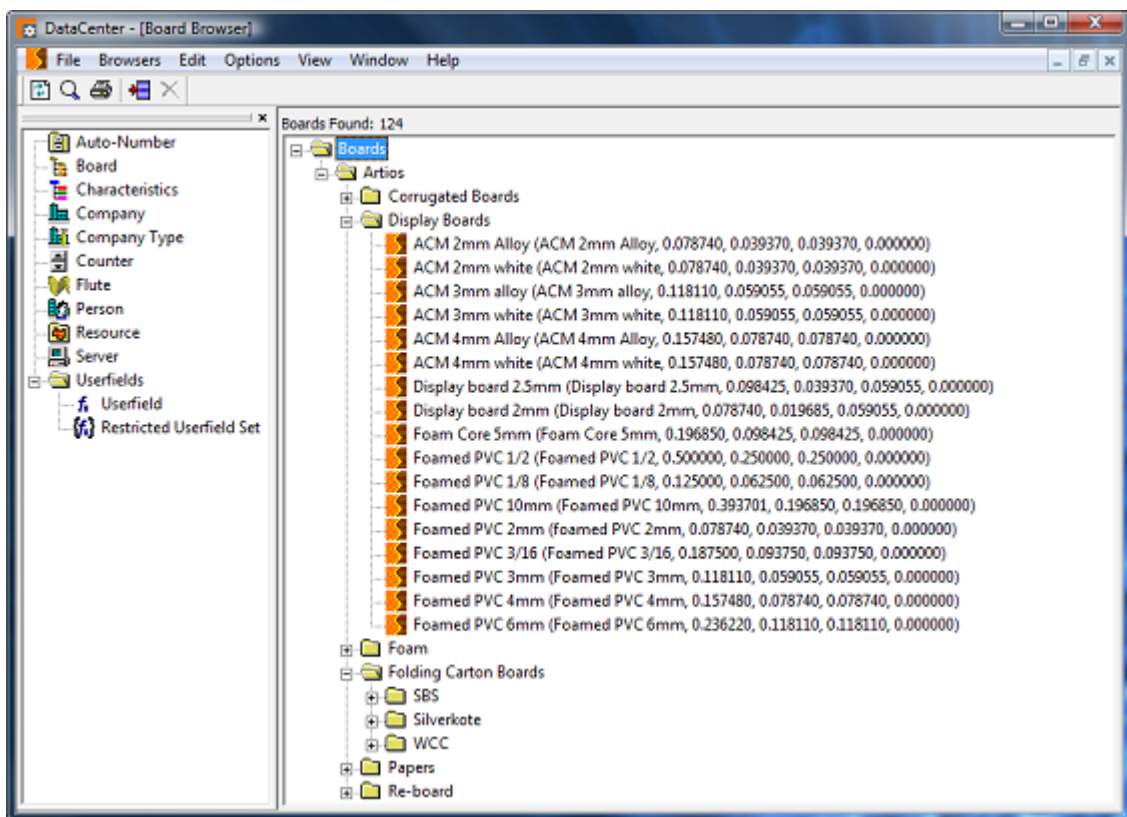 DataCenter - [Board Browser]
File Browsers Edit Options View Window Help
Auto-Number
Board
Characteristics
Company
Company Type
Counter
Flute
Person
Resource
Server
Userfields
Userfield
Restricted Userfield Set
Boards Found: 124
Boards
Artios
Corrugated Boards
Display Boards
ACM 2mm Alloy (ACM 2mm Alloy, 0.078740, 0.039370, 0.039370, 0.000000)
ACM 2mm white (ACM 2mm white, 0.078740, 0.039370, 0.039370, 0.000000)
ACM 3mm alloy (ACM 3mm alloy, 0.118110, 0.059055, 0.059055, 0.000000)
ACM 3mm white (ACM 3mm white, 0.118110, 0.059055, 0.059055, 0.000000)
ACM 4mm Alloy (ACM 4mm Alloy, 0.157480, 0.078740, 0.078740, 0.000000)
ACM 4mm white (ACM 4mm white, 0.157480, 0.078740, 0.078740, 0.000000)
Display board 2.5mm (Display board 2.5mm, 0.098425, 0.039370, 0.059055, 0.000000)
Display board 2mm (Display board 2mm, 0.078740, 0.019685, 0.059055, 0.000000)
Foam Core 5mm (Foam Core 5mm, 0.196850, 0.098425, 0.098425, 0.000000)
Foamed PVC 1/2 (Foamed PVC 1/2, 0.500000, 0.250000, 0.250000, 0.000000)
Foamed PVC 1/8 (Foamed PVC 1/8, 0.125000, 0.062500, 0.062500, 0.000000)
Foamed PVC 10mm (Foamed PVC 10mm, 0.393701, 0.196850, 0.196850, 0.000000)
Foamed PVC 2mm (foamed PVC 2mm, 0.078740, 0.039370, 0.039370, 0.000000)
Foamed PVC 3/16 (Foamed PVC 3/16, 0.187500, 0.093750, 0.093750, 0.000000)
Foamed PVC 3mm (Foamed PVC 3mm, 0.118110, 0.059055, 0.059055, 0.000000)
Foamed PVC 4mm (Foamed PVC 4mm, 0.157480, 0.078740, 0.078740, 0.000000)
Foamed PVC 6mm (Foamed PVC 6mm, 0.236220, 0.118110, 0.118110, 0.000000)
Foam
Folding Carton Boards
SBS
Silverkote
WCC
Papers
Re-board